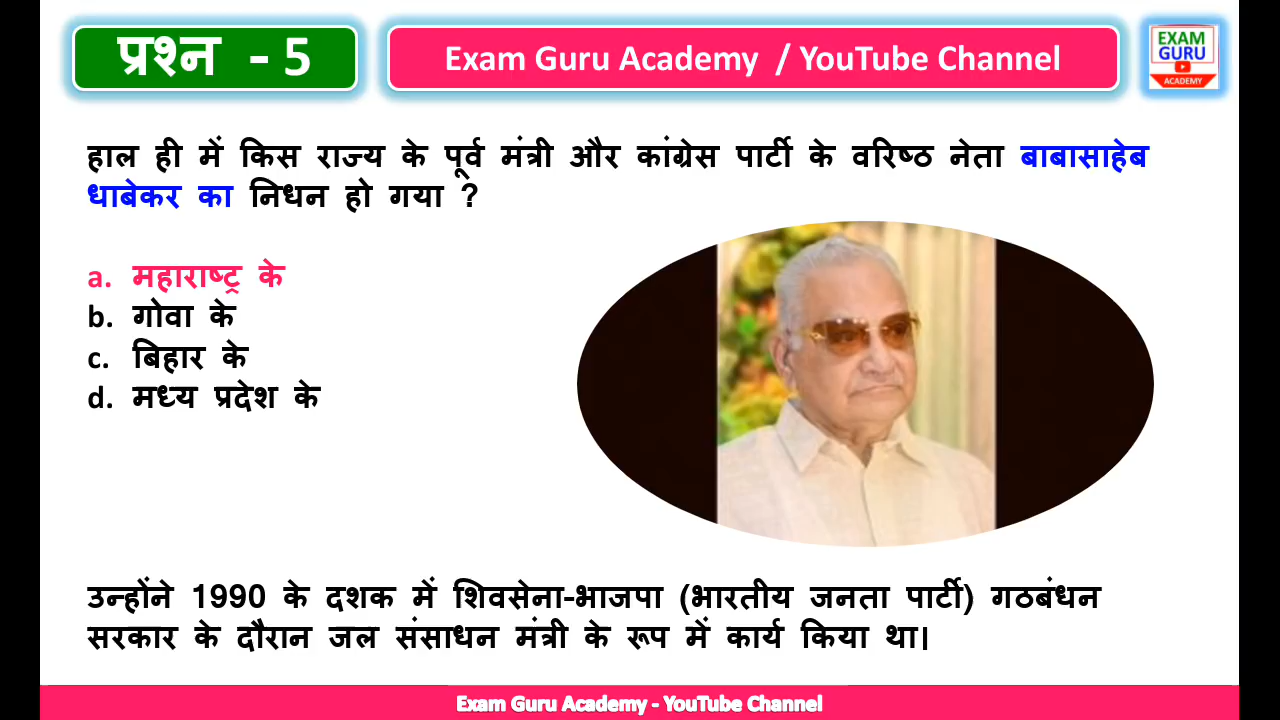 प्रश्न - 5
Exam Guru Academy / YouTube Channel
EXAM
GURU
ACADEMY
हाल ही में किस राज्य के पूर्व मंत्री और कांग्रेस पार्टी के वरिष्ठ नेता बाबासाहेब
धाबेकर का निधन हो गया ?
a. महाराष्ट्र के
b. गोवा के
c. बिहार के
d. मध्य प्रदेश के
उन्होंने 1990 के दशक में शिवसेना-भाजपा (भारतीय जनता पार्टी) गठबंधन
सरकार के दौरान जल संसाधन मंत्री के रूप में कार्य किया था।
Exam Guru Academy - YouTube Channel